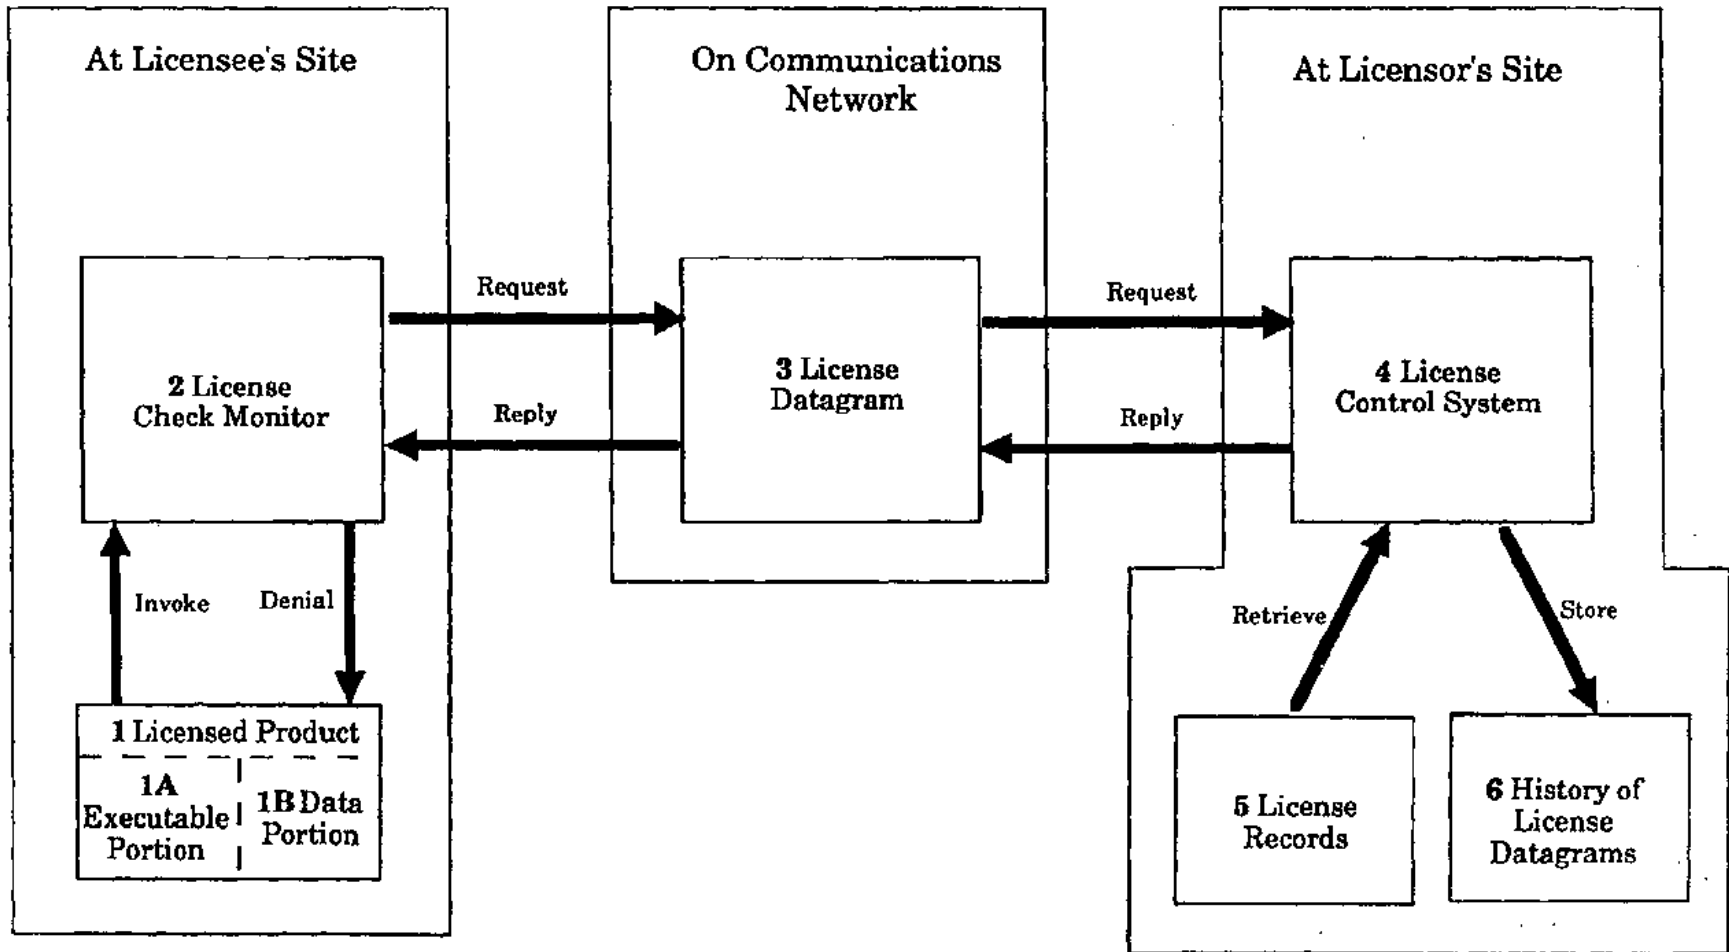 At Licensee's Site
On Communications
Network
At Licensor's Site
Request
Request
2 License
Check Monitor
3 License
Datagram
4 License
Control System
Reply
Reply
Invoke
Denial
Retrieve
Store
1 Licensed Product
1A
Executable
Portion
1B Data
Portion
5 License
Records
6 History of
License
Datagrams